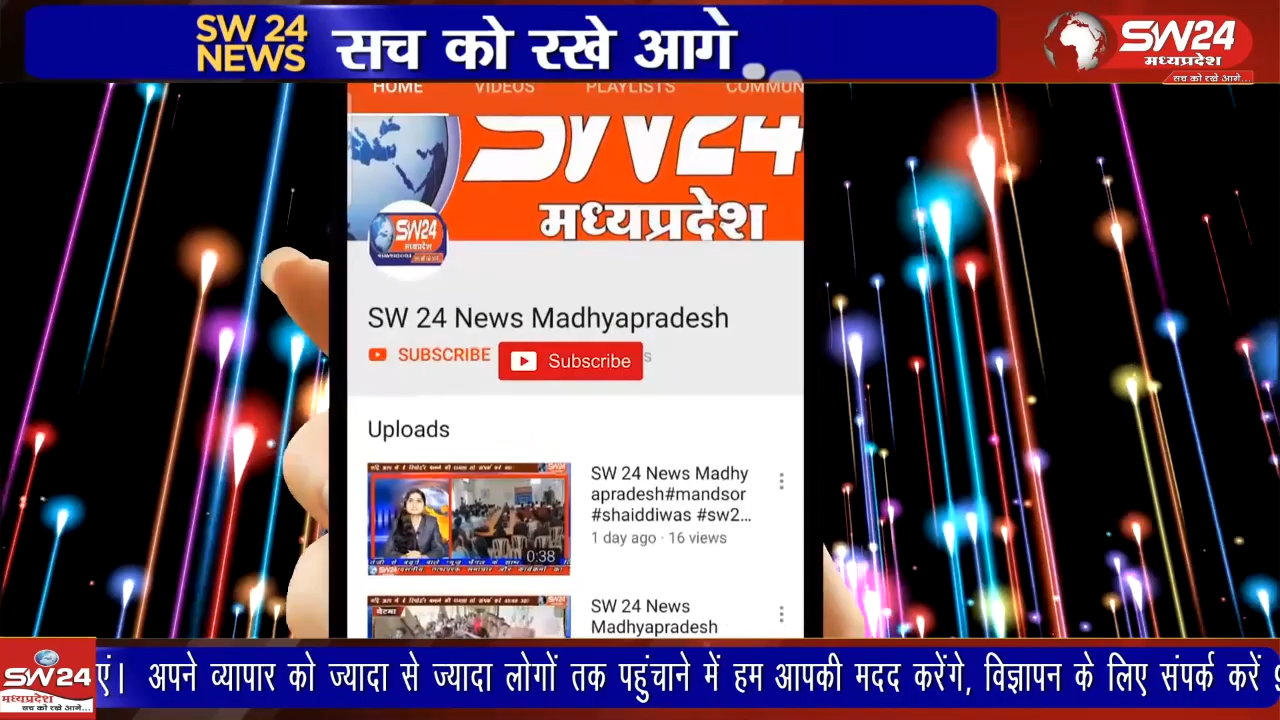 SW 24
NEWS
सच को रखे आगे
SW24
मध्यप्रदेश
सच को रखे आगे...
HOME VIDEOS PLAYLISTS COMMUN
SW24
मध्यप्रदेश
SW24
मध्यप्रदेश
SW 24 News Madhyapradesh
SUBSCRIBE
Subscribe
Uploads
SW 24 News Madhy
apradesh#mandsor
#shaiddiwas #sw2...
1 day ago · 16 views
0:38
SW 24 News
Madhyapradesh
SW24
मध्यप्रदेश
सच को रखे आगे...
एं। अपने व्यापार को ज्यादा से ज्यादा लोगों तक पहुंचाने में हम आपकी मदद करेंगे, विज्ञापन के लिए संपर्क करें 9